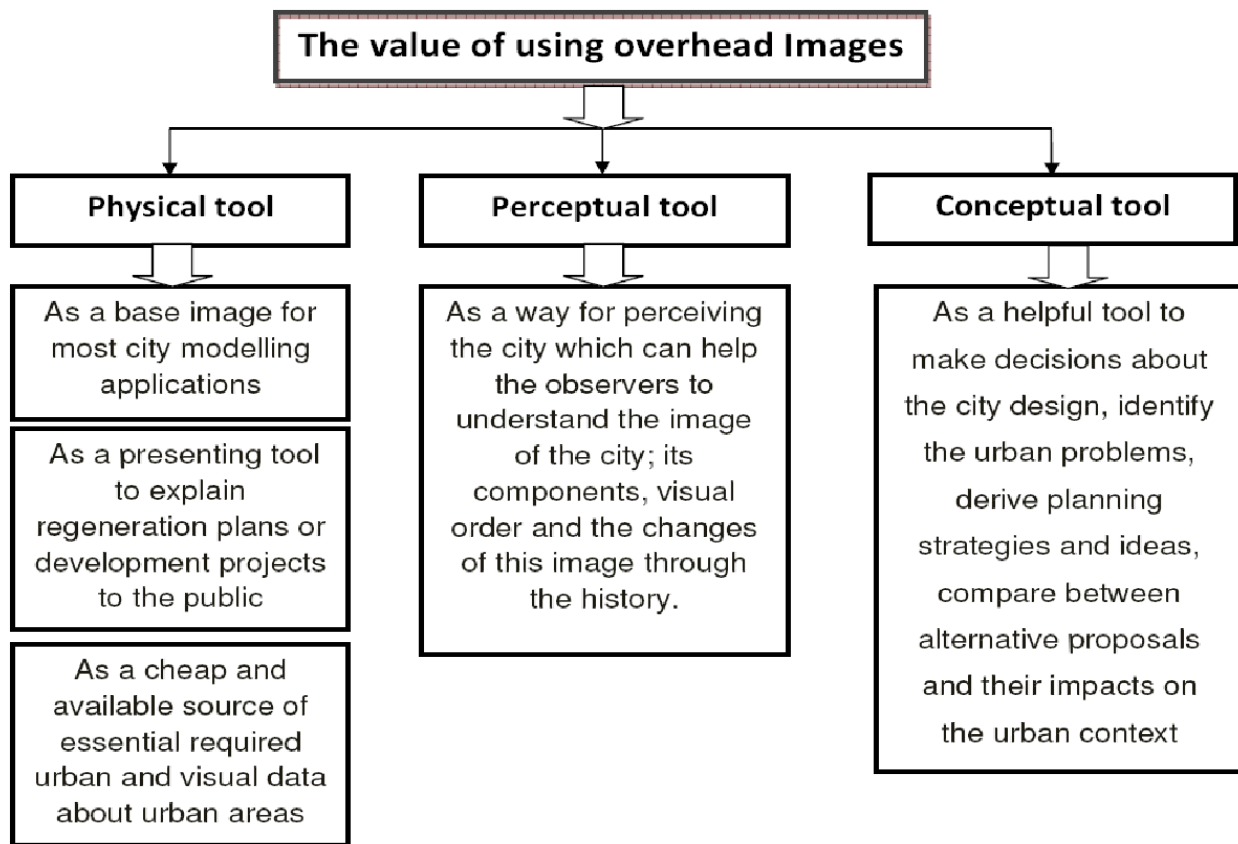 The value of using overhead Images
Physical tool
As a base image for
most city modelling
applications
As a presenting tool
to explain
regeneration plans or
development projects
to the public
As a cheap and
available source of
essential required
urban and visual data
about urban areas
Perceptual tool
As a way for perceiving
the city which can help
the observers to
understand the image
of the city; its
components, visual
order and the changes
of this image through
the history.
Conceptual tool
As a helpful tool to
make decisions about
the city design, identify
the urban problems,
derive planning
strategies and ideas,
compare between
alternative proposals
and their impacts on
the urban context